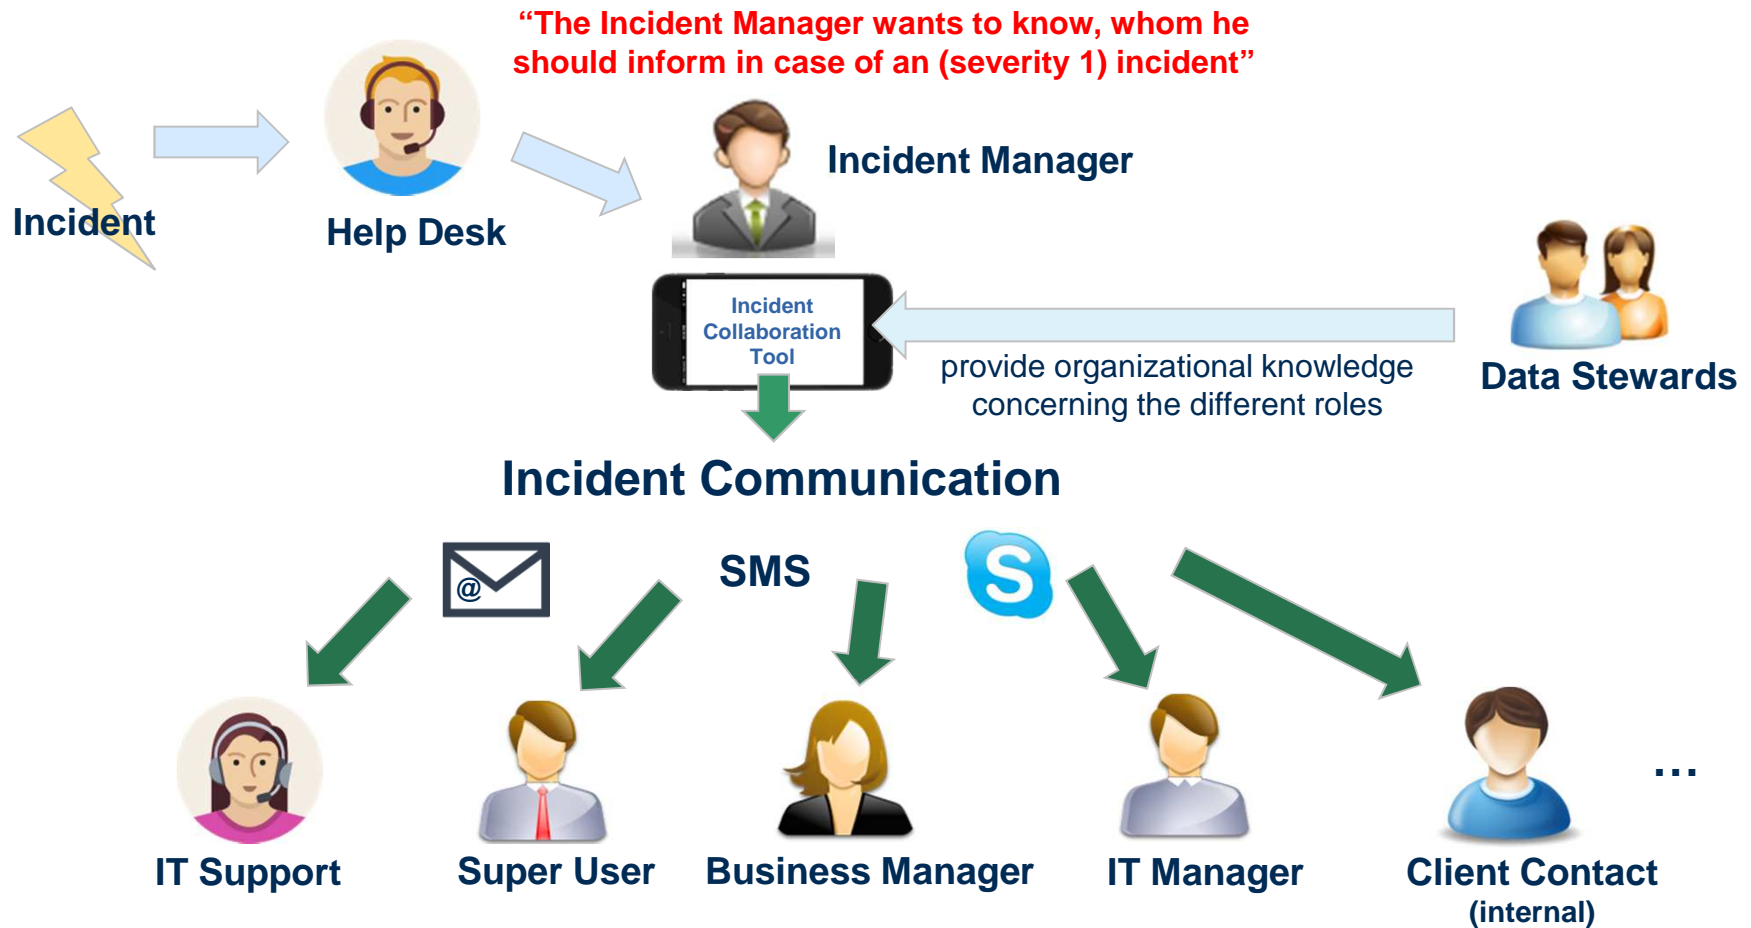 “The Incident Manager wants to know, whom he
should inform in case of an (severity 1) incident”
Incident
Help Desk
Incident Manager
Incident
Collaboration
Tool
provide organizational knowledge
concerning the different roles
Data Stewards
Incident Communication
@
SMS
S
IT Support
Super User
Business Manager
IT Manager
Client Contact
(internal)
...